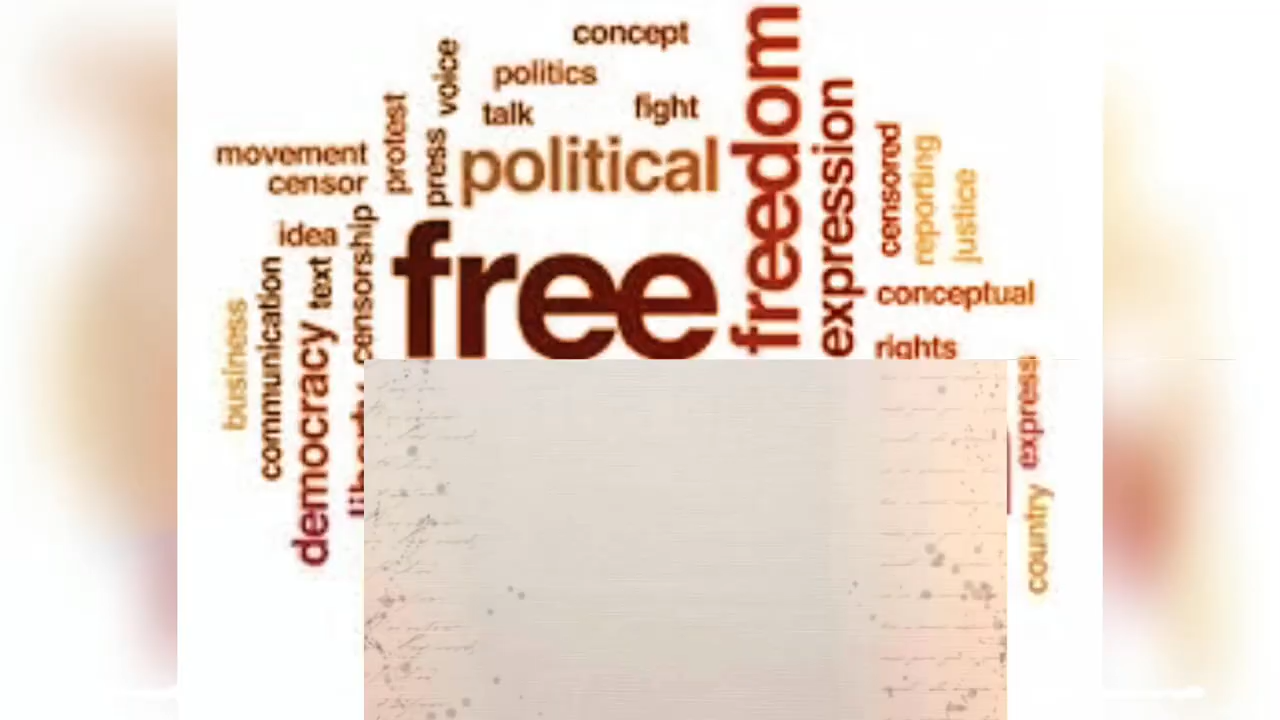 concept
politics
voice
talk
fight
freedom
protest
press
political
expression
movement
censor
censored
reporting
justice
idea
censorship
free
text
communication
conceptual
business
democracy
rights
liberty
express
country